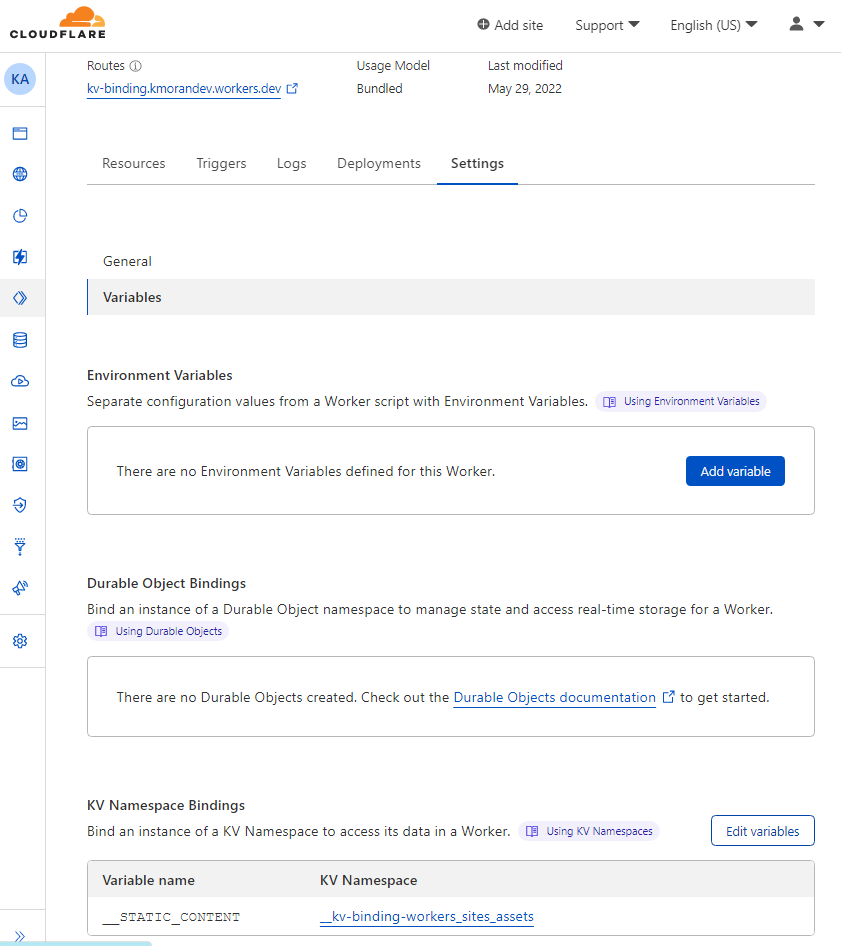 CLOUDFLARE
Add site
Support
English (US)
KA
Routes
Usage Model
Last modified
kv-binding.kmorandev.workers.dev
Bundled
May 29, 2022
Resources
Triggers
Logs
Deployments
Settings
General
Variables
Environment Variables
Separate configuration values from a Worker script with Environment Variables. Using Environment Variables
There are no Environment Variables defined for this Worker.
Add variable
Durable Object Bindings
Bind an instance of a Durable Object namespace to manage state and access real-time storage for a Worker.
Using Durable Objects
There are no Durable Objects created. Check out the Durable Objects documentation to get started.
KV Namespace Bindings
Bind an instance of a KV Namespace to access its data in a Worker. Using KV Namespaces
Edit variables
Variable name
KV Namespace
__STATIC_CONTENT
__kv-binding-workers_sites_assets